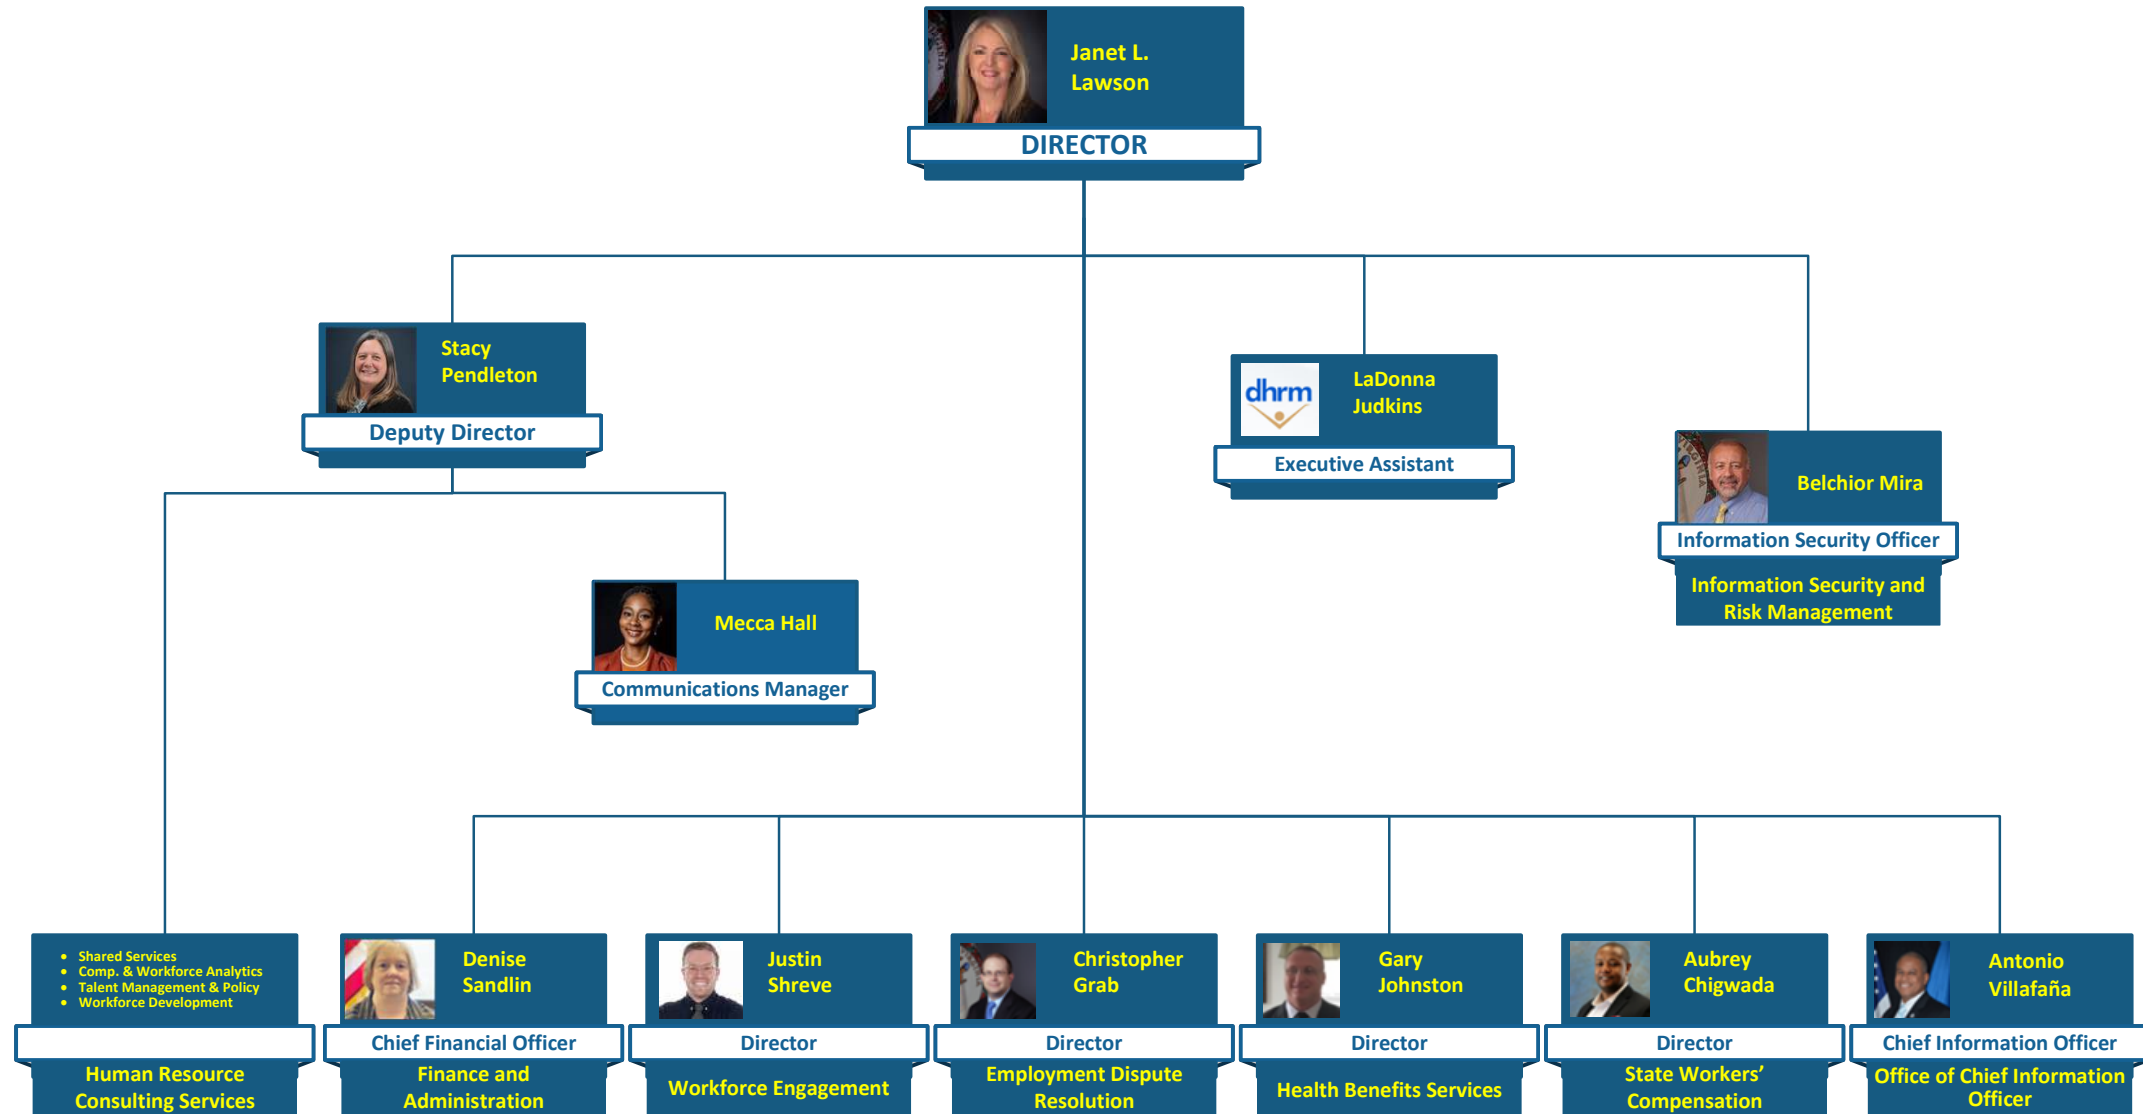 Janet L.
Lawson
DIRECTOR
Stacy
Pendleton
Deputy Director
dhrm
LaDonna
Judkins
Executive Assistant
VIRGINIA
Belchior Mira
Information Security Officer
Information Security and
Risk Management
Mecca Hall
Communications Manager
• Shared Services
• Comp. & Workforce Analytics
• Talent Management & Policy
• Workforce Development
Human Resource
Consulting Services
Denise
Sandlin
Chief Financial Officer
Finance and
Administration
Justin
Shreve
Director
Workforce Engagement
Christopher
Grab
Director
Employment Dispute
Resolution
Gary
Johnston
Director
Health Benefits Services
Aubrey
Chigwada
Director
State Workers’
Compensation
Antonio
Villafaña
Chief Information Officer
Office of Chief Information
Officer